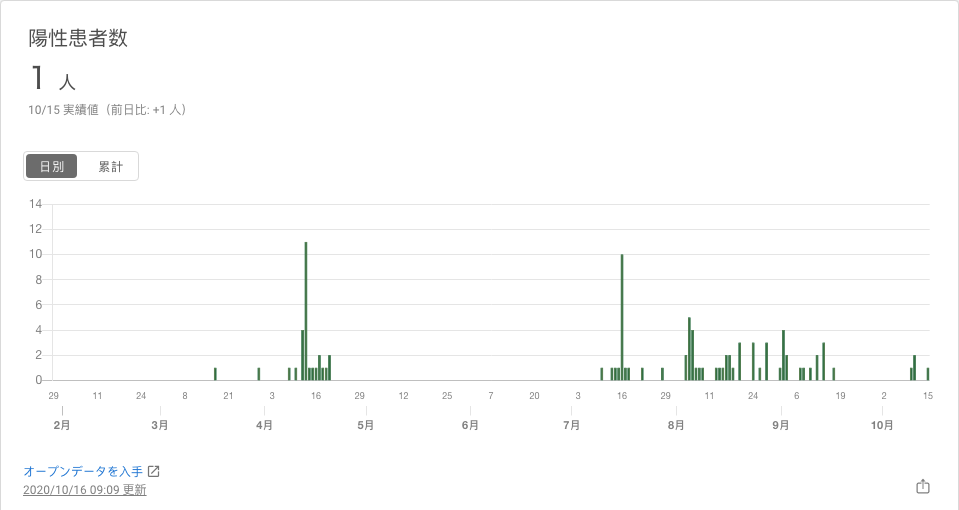 陽性患者数
1 人
10/15 実績値（前日比: +1 人）
日別 累計
14
12
10
8
6
4
2
0
29 11 24 8 21 3 16 29 12 25 7 20 3 16 29 11 24 6 19 2 15
2月 3月 4月 5月 6月 7月 8月 9月 10月
オープンデータを入手
2020/10/16 09:09 更新